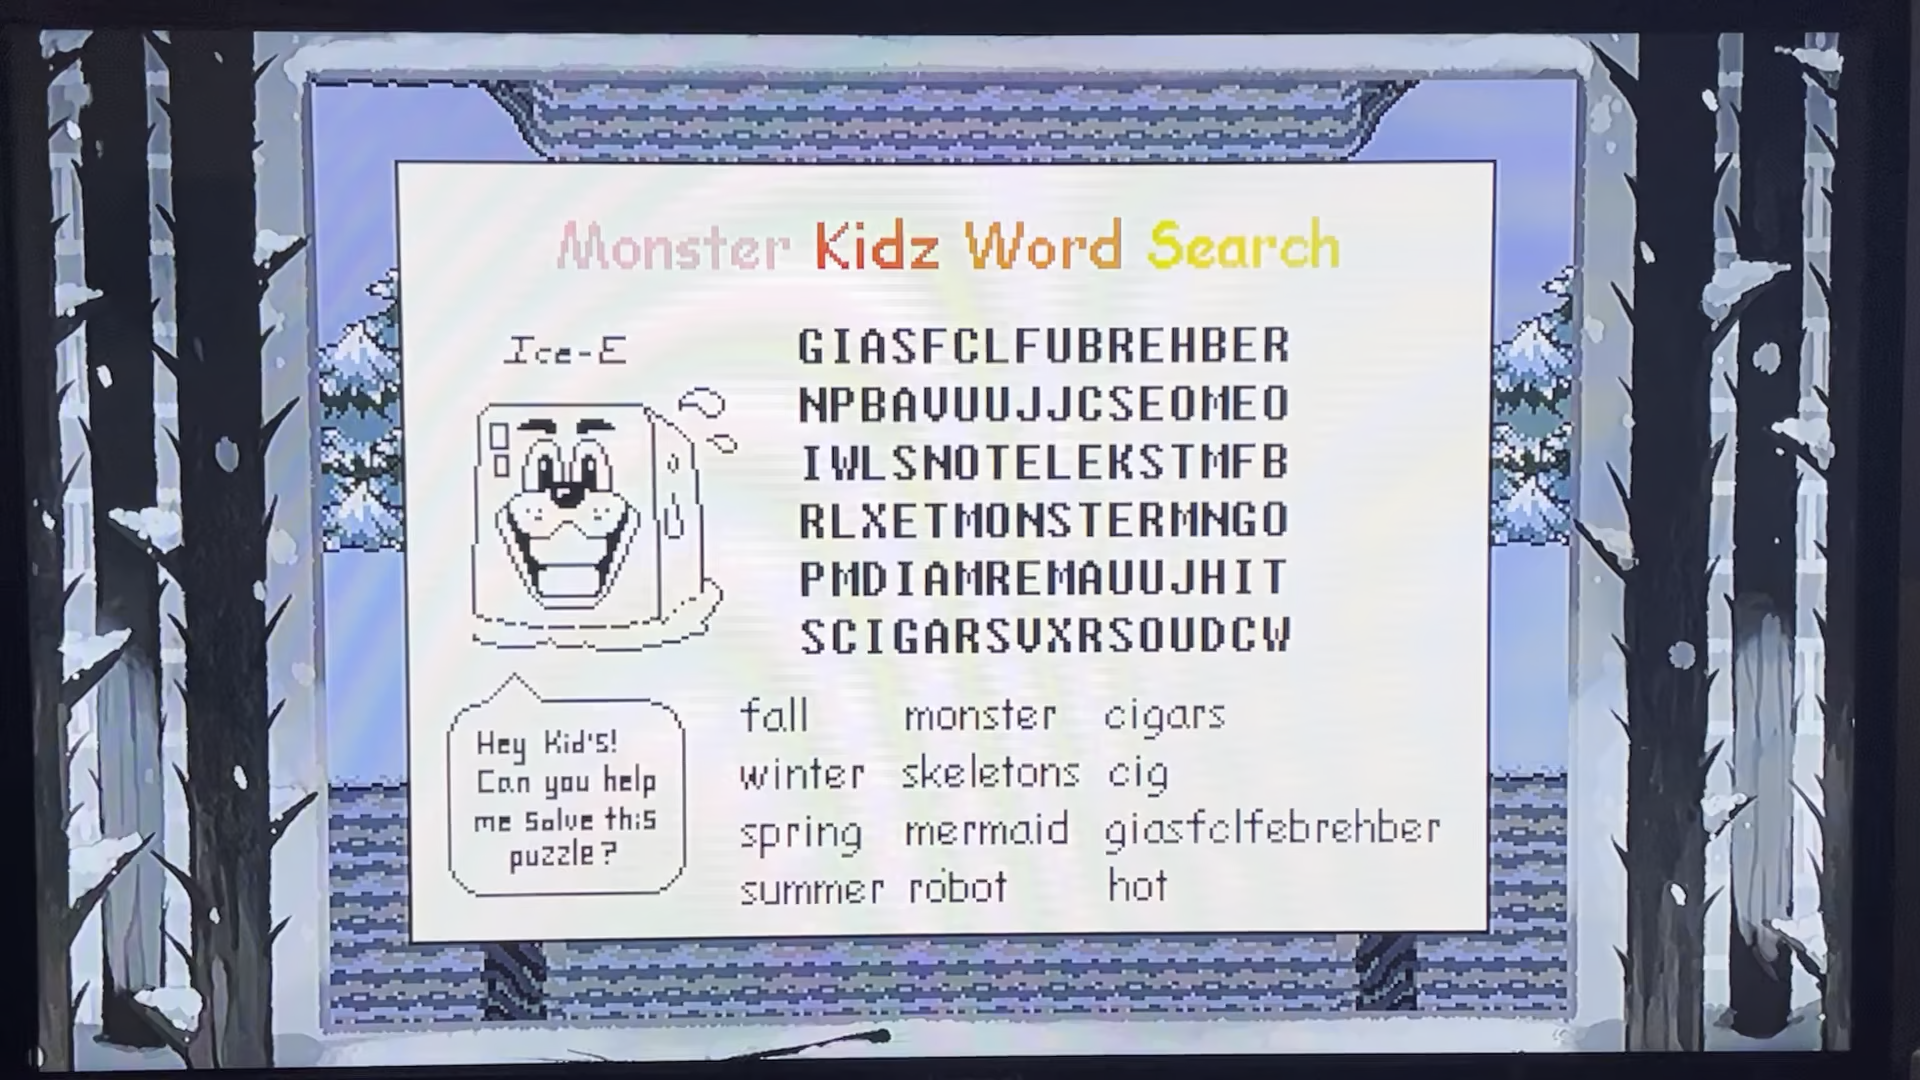 Monster Kidz Word Search
Ice-E
GIASFCLFUBREHBER
NPBAVUUJJCSEOMEO
IWLSNOTELEKSTMFB
RLXETMONSTERMNGO
PMDIAMREMAUUJHIT
SCIGARSVXRSOUDCW
Hey Kid's!
Can you help
me Solve thiS
puzzle?
fall monster cigars
winter skeletons cig
spring mermaid giasfclfebrehber
summer robot hot